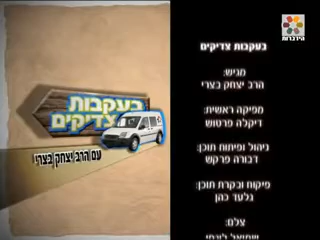 הידברות
בעקבות צדיקים
מגיש:
הרב יצחק בצרי
מפיקה ראשית:
דיקלה פרטוש
ניהול ופיתוח תוכן:
דבורה פרקש
פיקוח ובקרת תוכן:
גלעד כהן
צלם:
בעקבות
צדיקים
עם הרב יצחק בצרי